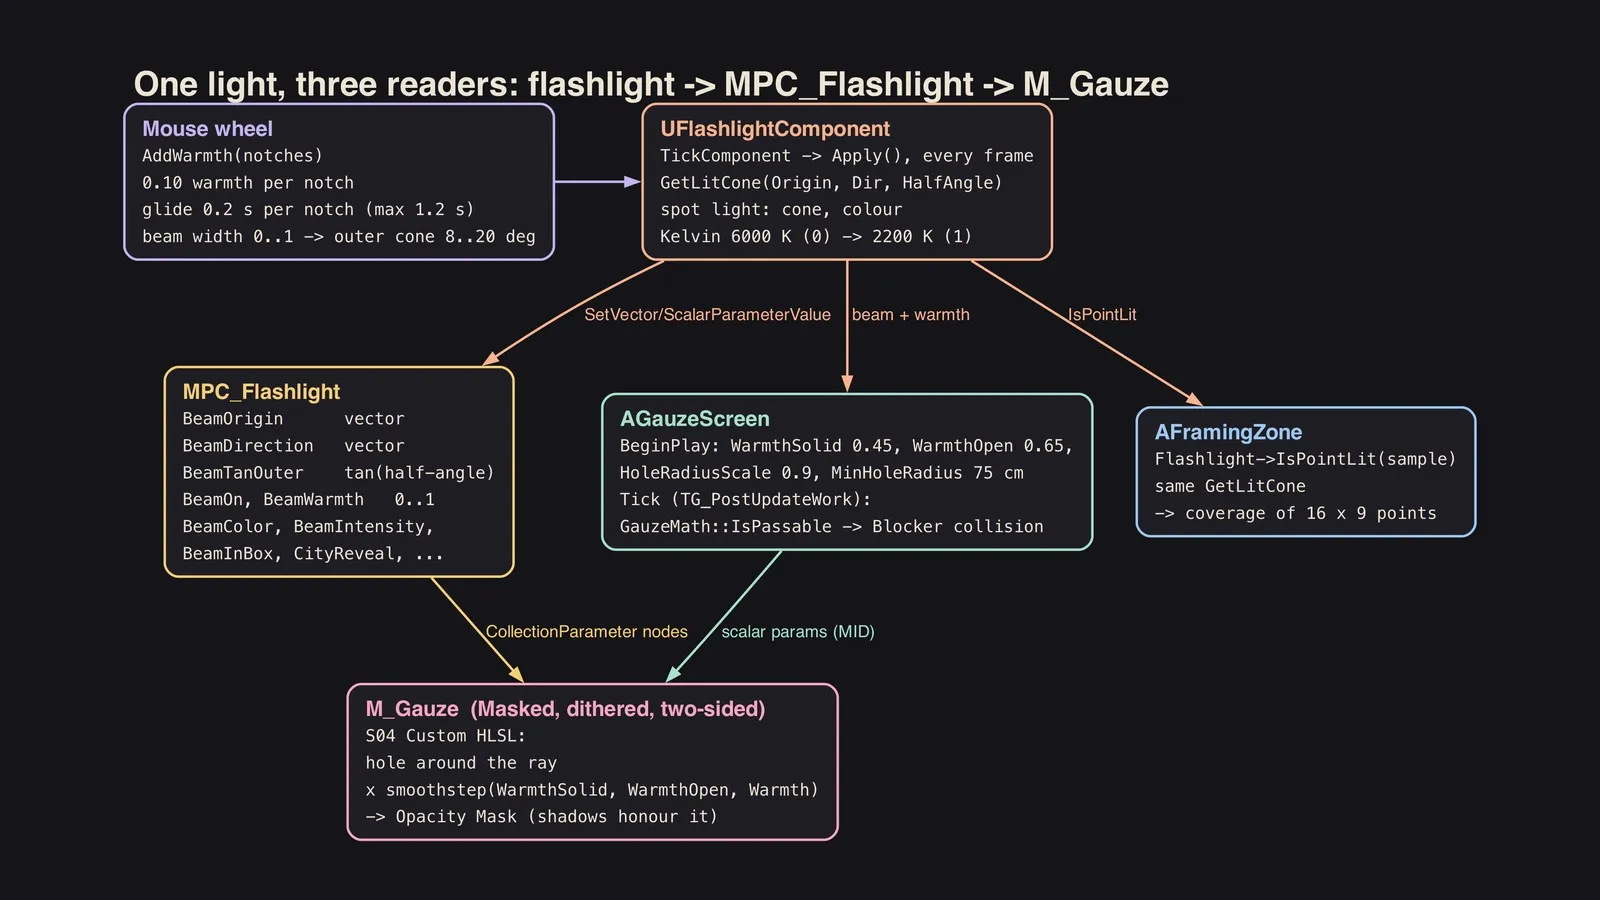 One light, three readers: flashlight -> MPC_Flashlight -> M_Gauze
Mouse wheel
AddWarmth(notches)
0.10 warmth per notch
glide 0.2 s per notch (max 1.2 s)
beam width 0..1 -> outer cone 8..20 deg
UFlashlightComponent
TickComponent -> Apply(), every frame
GetLitCone(Origin, Dir, HalfAngle)
spot light: cone, colour
Kelvin 6000 K (0) -> 2200 K (1)
SetVector/ScalarParameterValue
beam + warmth
IsPointLit
MPC_Flashlight
BeamOrigin vector
BeamDirection vector
BeamTanOuter tan(half-angle)
BeamOn, BeamWarmth 0..1
BeamColor, BeamIntensity,
BeamInBox, CityReveal, ...
AGauzeScreen
BeginPlay: WarmthSolid 0.45, WarmthOpen 0.65,
HoleRadiusScale 0.9, MinHoleRadius 75 cm
Tick (TG_PostUpdateWork):
GauzeMath::IsPassable -> Blocker collision
AFramingZone
Flashlight->IsPointLit(sample)
same GetLitCone
-> coverage of 16 x 9 points
CollectionParameter nodes
scalar params (MID)
M_Gauze (Masked, dithered, two-sided)
S04 Custom HLSL:
hole around the ray
x smoothstep(WarmthSolid, WarmthOpen, Warmth)
-> Opacity Mask (shadows honour it)